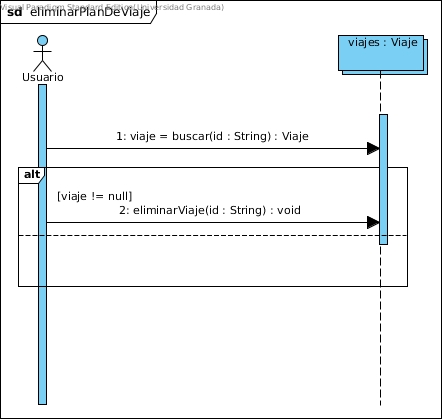 Visual Paradigm Standard Edition(Universidad Granada)
sd eliminarPlanDeViaje
viajes : Viaje
Usuario
1: viaje = buscar(id : String) : Viaje
alt
[viaje != null]
2: eliminarViaje(id : String) : void